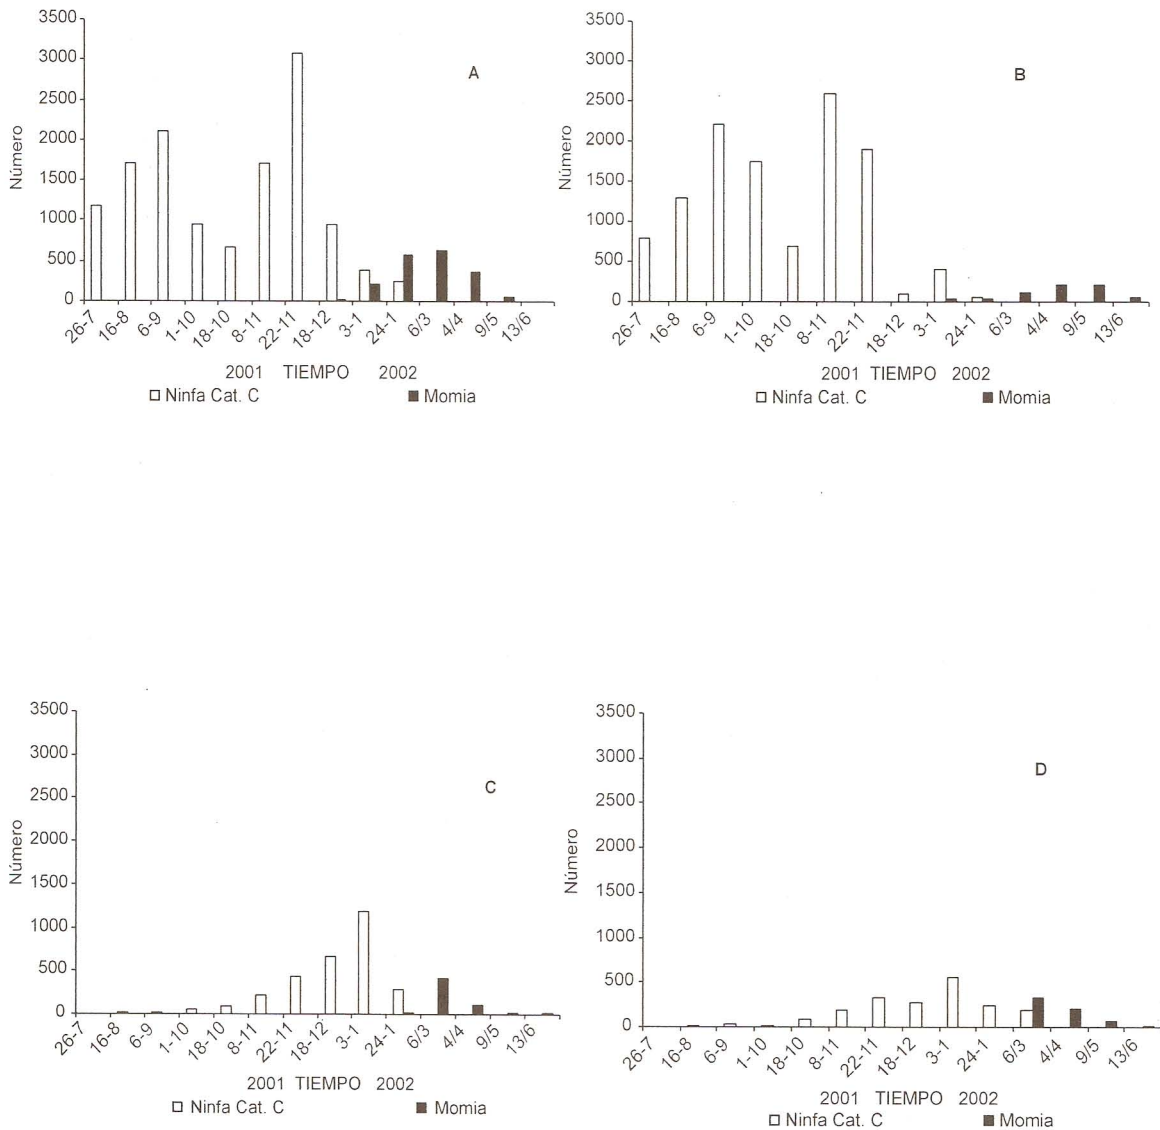 3500
3000
2500
2000
1500
1000
500
0
Número
A
26-7 16-8 6-9 1-10 18-10 8-11 22-11 18-12 3-1 24-1 6/3 4/4 9/5 13/6
2001 TIEMPO 2002
Ninfa Cat. C Momia
3500
3000
2500
2000
1500
1000
500
0
Número
B
26-7 16-8 6-9 1-10 18-10 8-11 22-11 18-12 3-1 24-1 6/3 4/4 9/5 13/6
2001 TIEMPO 2002
Ninfa Cat. C Momia
3500
3000
2500
2000
1500
1000
500
0
Número
C
26-7 16-8 6-9 1-10 18-10 8-11 22-11 18-12 3-1 24-1 6/3 4/4 9/5 13/6
2001 TIEMPO 2002
Ninfa Cat. C Momia
3500
3000
2500
2000
1500
1000
500
0
Número
D
26-7 16-8 6-9 1-10 18-10 8-11 22-11 18-12 3-1 24-1 6/3 4/4 9/5 13/6
2001 TIEMPO 2002
Ninfa Cat. C Momia